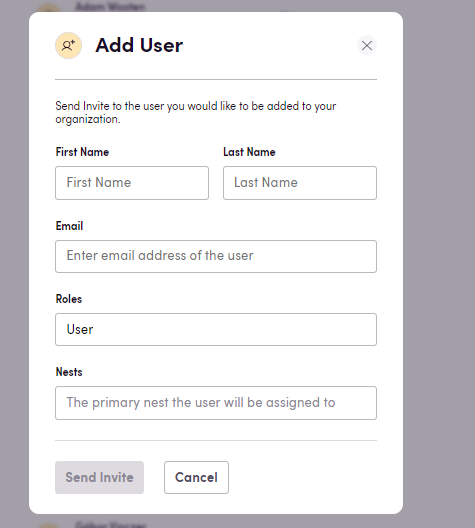 Adam Wooten
Add User
Send Invite to the user you would like to be added to your
organization.
First Name
Last Name
First Name
Last Name
Email
Enter email address of the user
Roles
User
Nests
The primary nest the user will be assigned to
Send Invite
Cancel